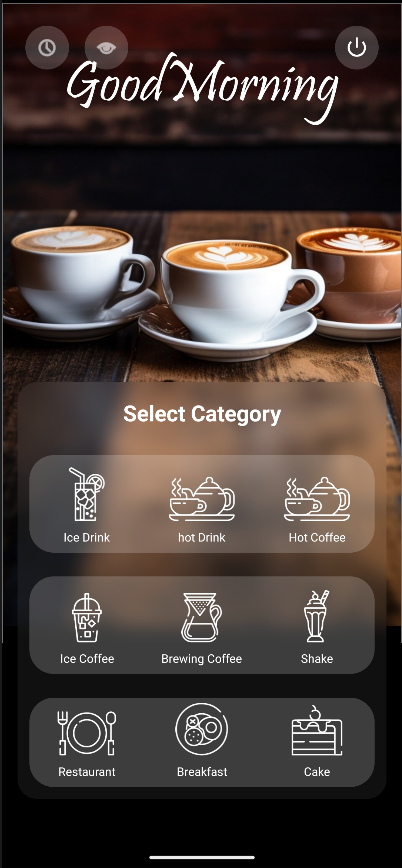 Good Morning
Select Category
Ice Drink
hot Drink
Hot Coffee
Ice Coffee
Brewing Coffee
Shake
Restaurant
Breakfast
Cake